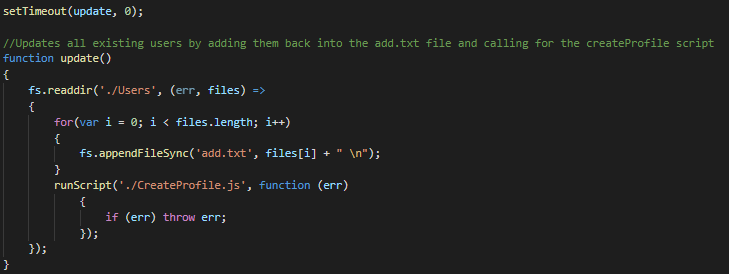 setTimeout(update, 0);
//Updates all existing users by adding them back into the add.txt file and calling for the createProfile script
function update()
{
fs.readdir('./Users', (err, files) =>
{
for(var i = 0; i < files.length; i++)
{
fs.appendFileSync('add.txt', files[i] + " \n");
}
runScript('./CreateProfile.js', function (err)
{
if (err) throw err;
});
});
}